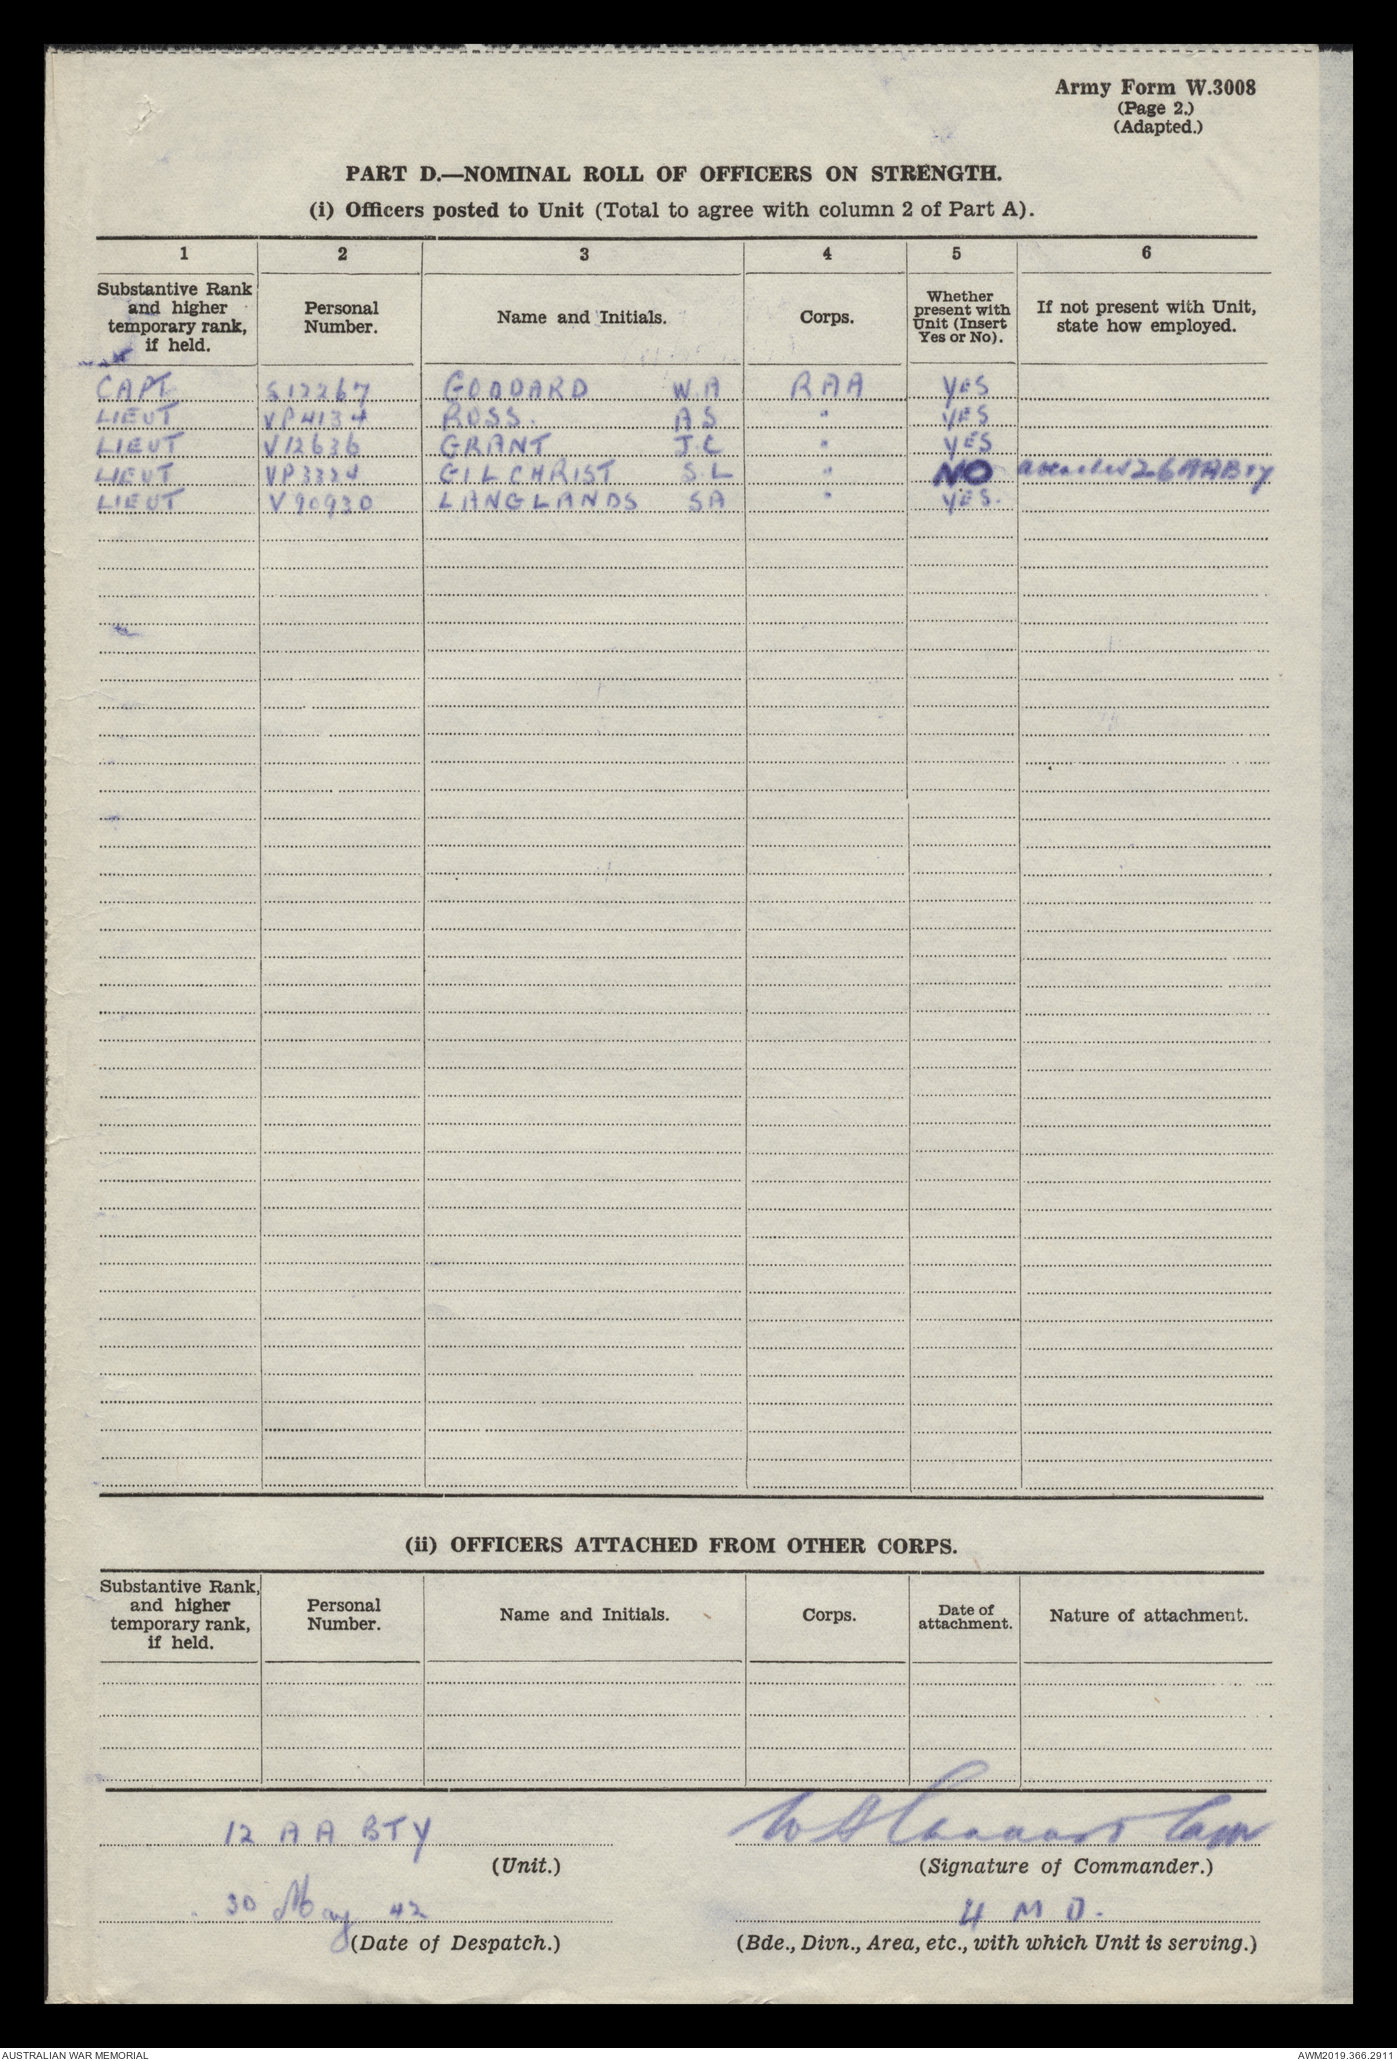 Army Form W.3008
(Page 2.)
(Adapted.)
PART D.—NOMINAL ROLL OF OFFICERS ON STRENGTH.
(i) Officers posted to Unit (Total to agree with column 2 of Part A).
1 2 3 4 5 6
Substantive Rank and higher temporary rank, if held. Personal Number. Name and Initials. Corps. Whether present with Unit (Insert Yes or No). If not present with Unit, state how employed.
CAPT S12267 GODDARD W.A RAA YES
LIEUT VP4134 ROSS. A S " YES
LIEUT V12636 GRANT J.C " YES
LIEUT VP3324 GILCHRIST S.L " NO attached 26 AABty
LIEUT V90930 LANGLANDS SA " YES.
(ii) OFFICERS ATTACHED FROM OTHER CORPS.
Substantive Rank, and higher temporary rank, if held. Personal Number. Name and Initials. Corps. Date of attachment. Nature of attachment.
12 A A BTY W A Goddard Capt
(Unit.) (Signature of Commander.)
30 May 42 4 M D.
(Date of Despatch.) (Bde., Divn., Area, etc., with which Unit is serving.)
AUSTRALIAN WAR MEMORIAL AWM2019.366.2911